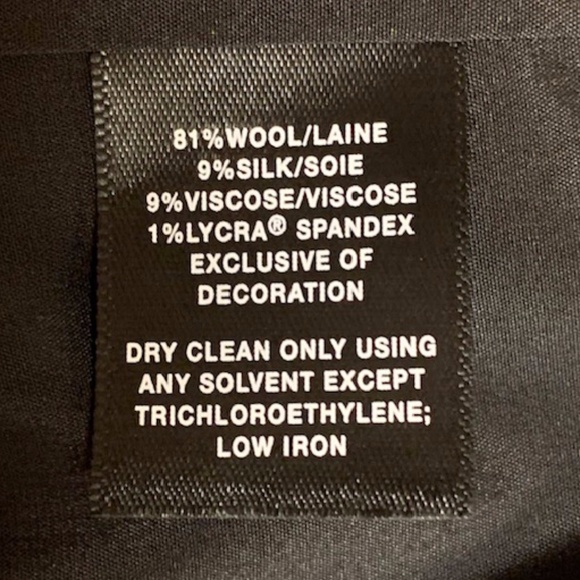 81%WOOL/LAINE
9%SILK/SOIE
9%VISCOSE/VISCOSE
1%LYCRA® SPANDEX
EXCLUSIVE OF
DECORATION
DRY CLEAN ONLY USING
ANY SOLVENT EXCEPT
TRICHLOROETHYLENE;
LOW IRON